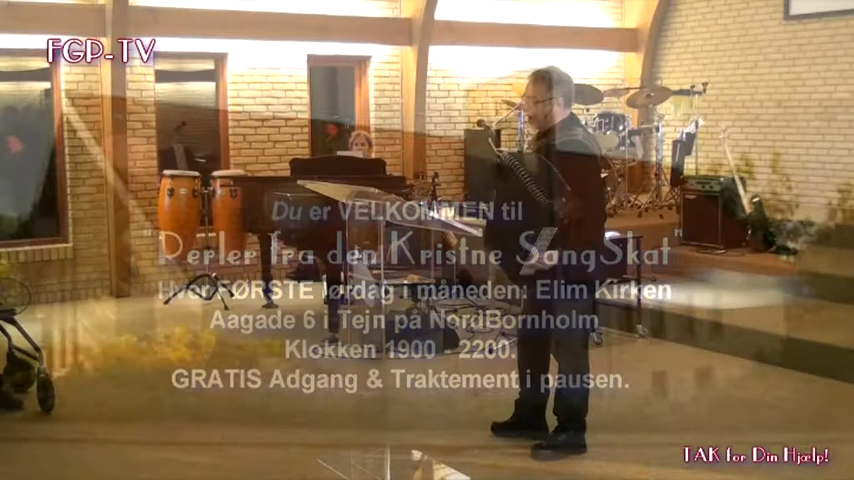 FGP-TV
Du er VELKOMMEN til
Perler fra den Kristne SangSkat
Hver FØRSTE lørdag i måneden, i Elim Kirken
Aagade 6 i Tejn på NordBornholm
Klokken 1900 - 2200.
GRATIS Adgang & Traktement i pausen.
TAK for Din Hjælp!